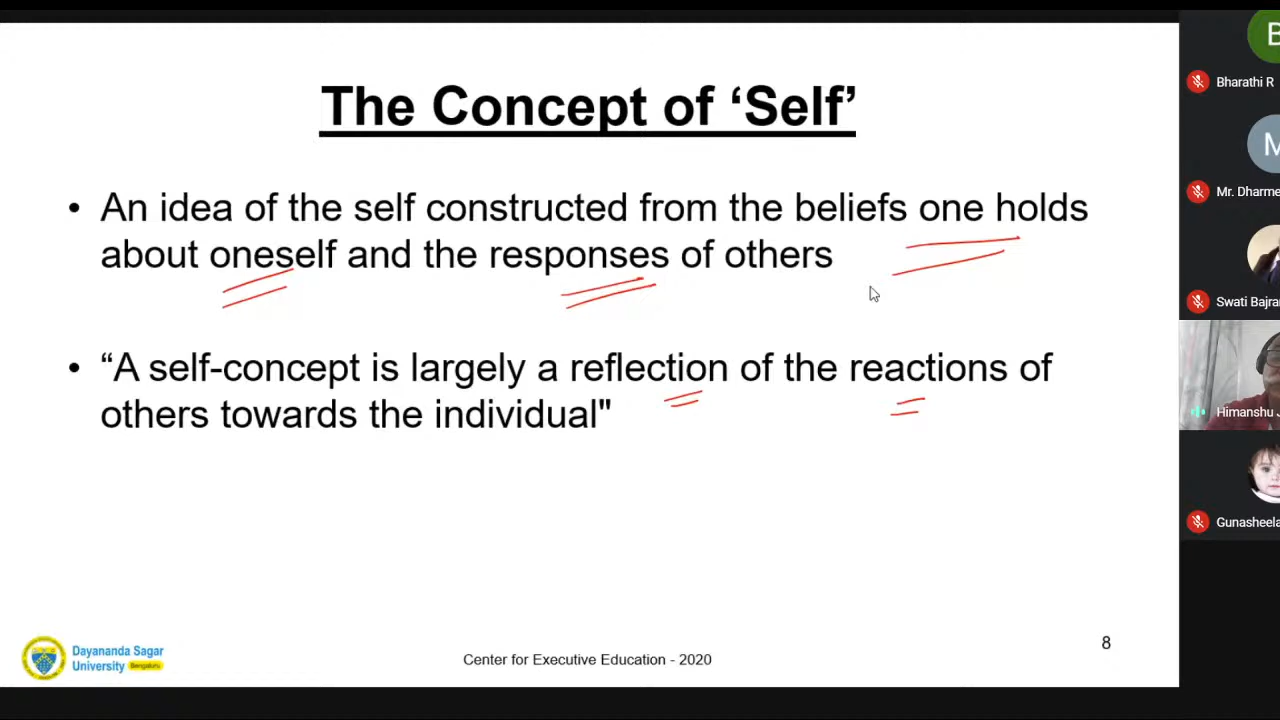 The Concept of ‘Self’
• An idea of the self constructed from the beliefs one holds
about oneself and the responses of others
• “A self-concept is largely a reflection of the reactions of
others towards the individual"
Dayananda Sagar
University Bengaluru
Center for Executive Education - 2020
8
B
Bharathi R
M
Mr. Dharme
Swati Bajra
Himanshu J
Gunasheela